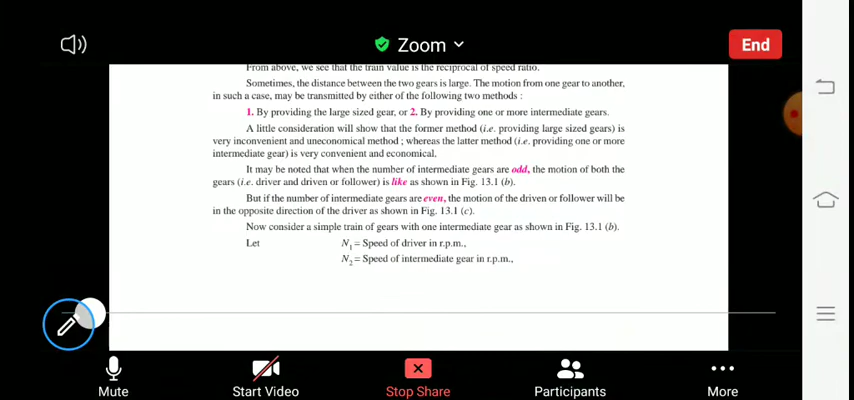 Zoom
End
From above, we see that the train value is the reciprocal of speed ratio.
Sometimes, the distance between the two gears is large. The motion from one gear to another,
in such a case, may be transmitted by either of the following two methods :
1. By providing the large sized gear, or 2. By providing one or more intermediate gears.
A little consideration will show that the former method (i.e. providing large sized gears) is
very inconvenient and uneconomical method ; whereas the latter method (i.e. providing one or more
intermediate gear) is very convenient and economical.
It may be noted that when the number of intermediate gears are odd, the motion of both the
gears (i.e. driver and driven or follower) is like as shown in Fig. 13.1 (b).
But if the number of intermediate gears are even, the motion of the driven or follower will be
in the opposite direction of the driver as shown in Fig. 13.1 (c).
Now consider a simple train of gears with one intermediate gear as shown in Fig. 13.1 (b).
Let N1 = Speed of driver in r.p.m.,
N2 = Speed of intermediate gear in r.p.m.,
Mute Start Video Stop Share Participants More